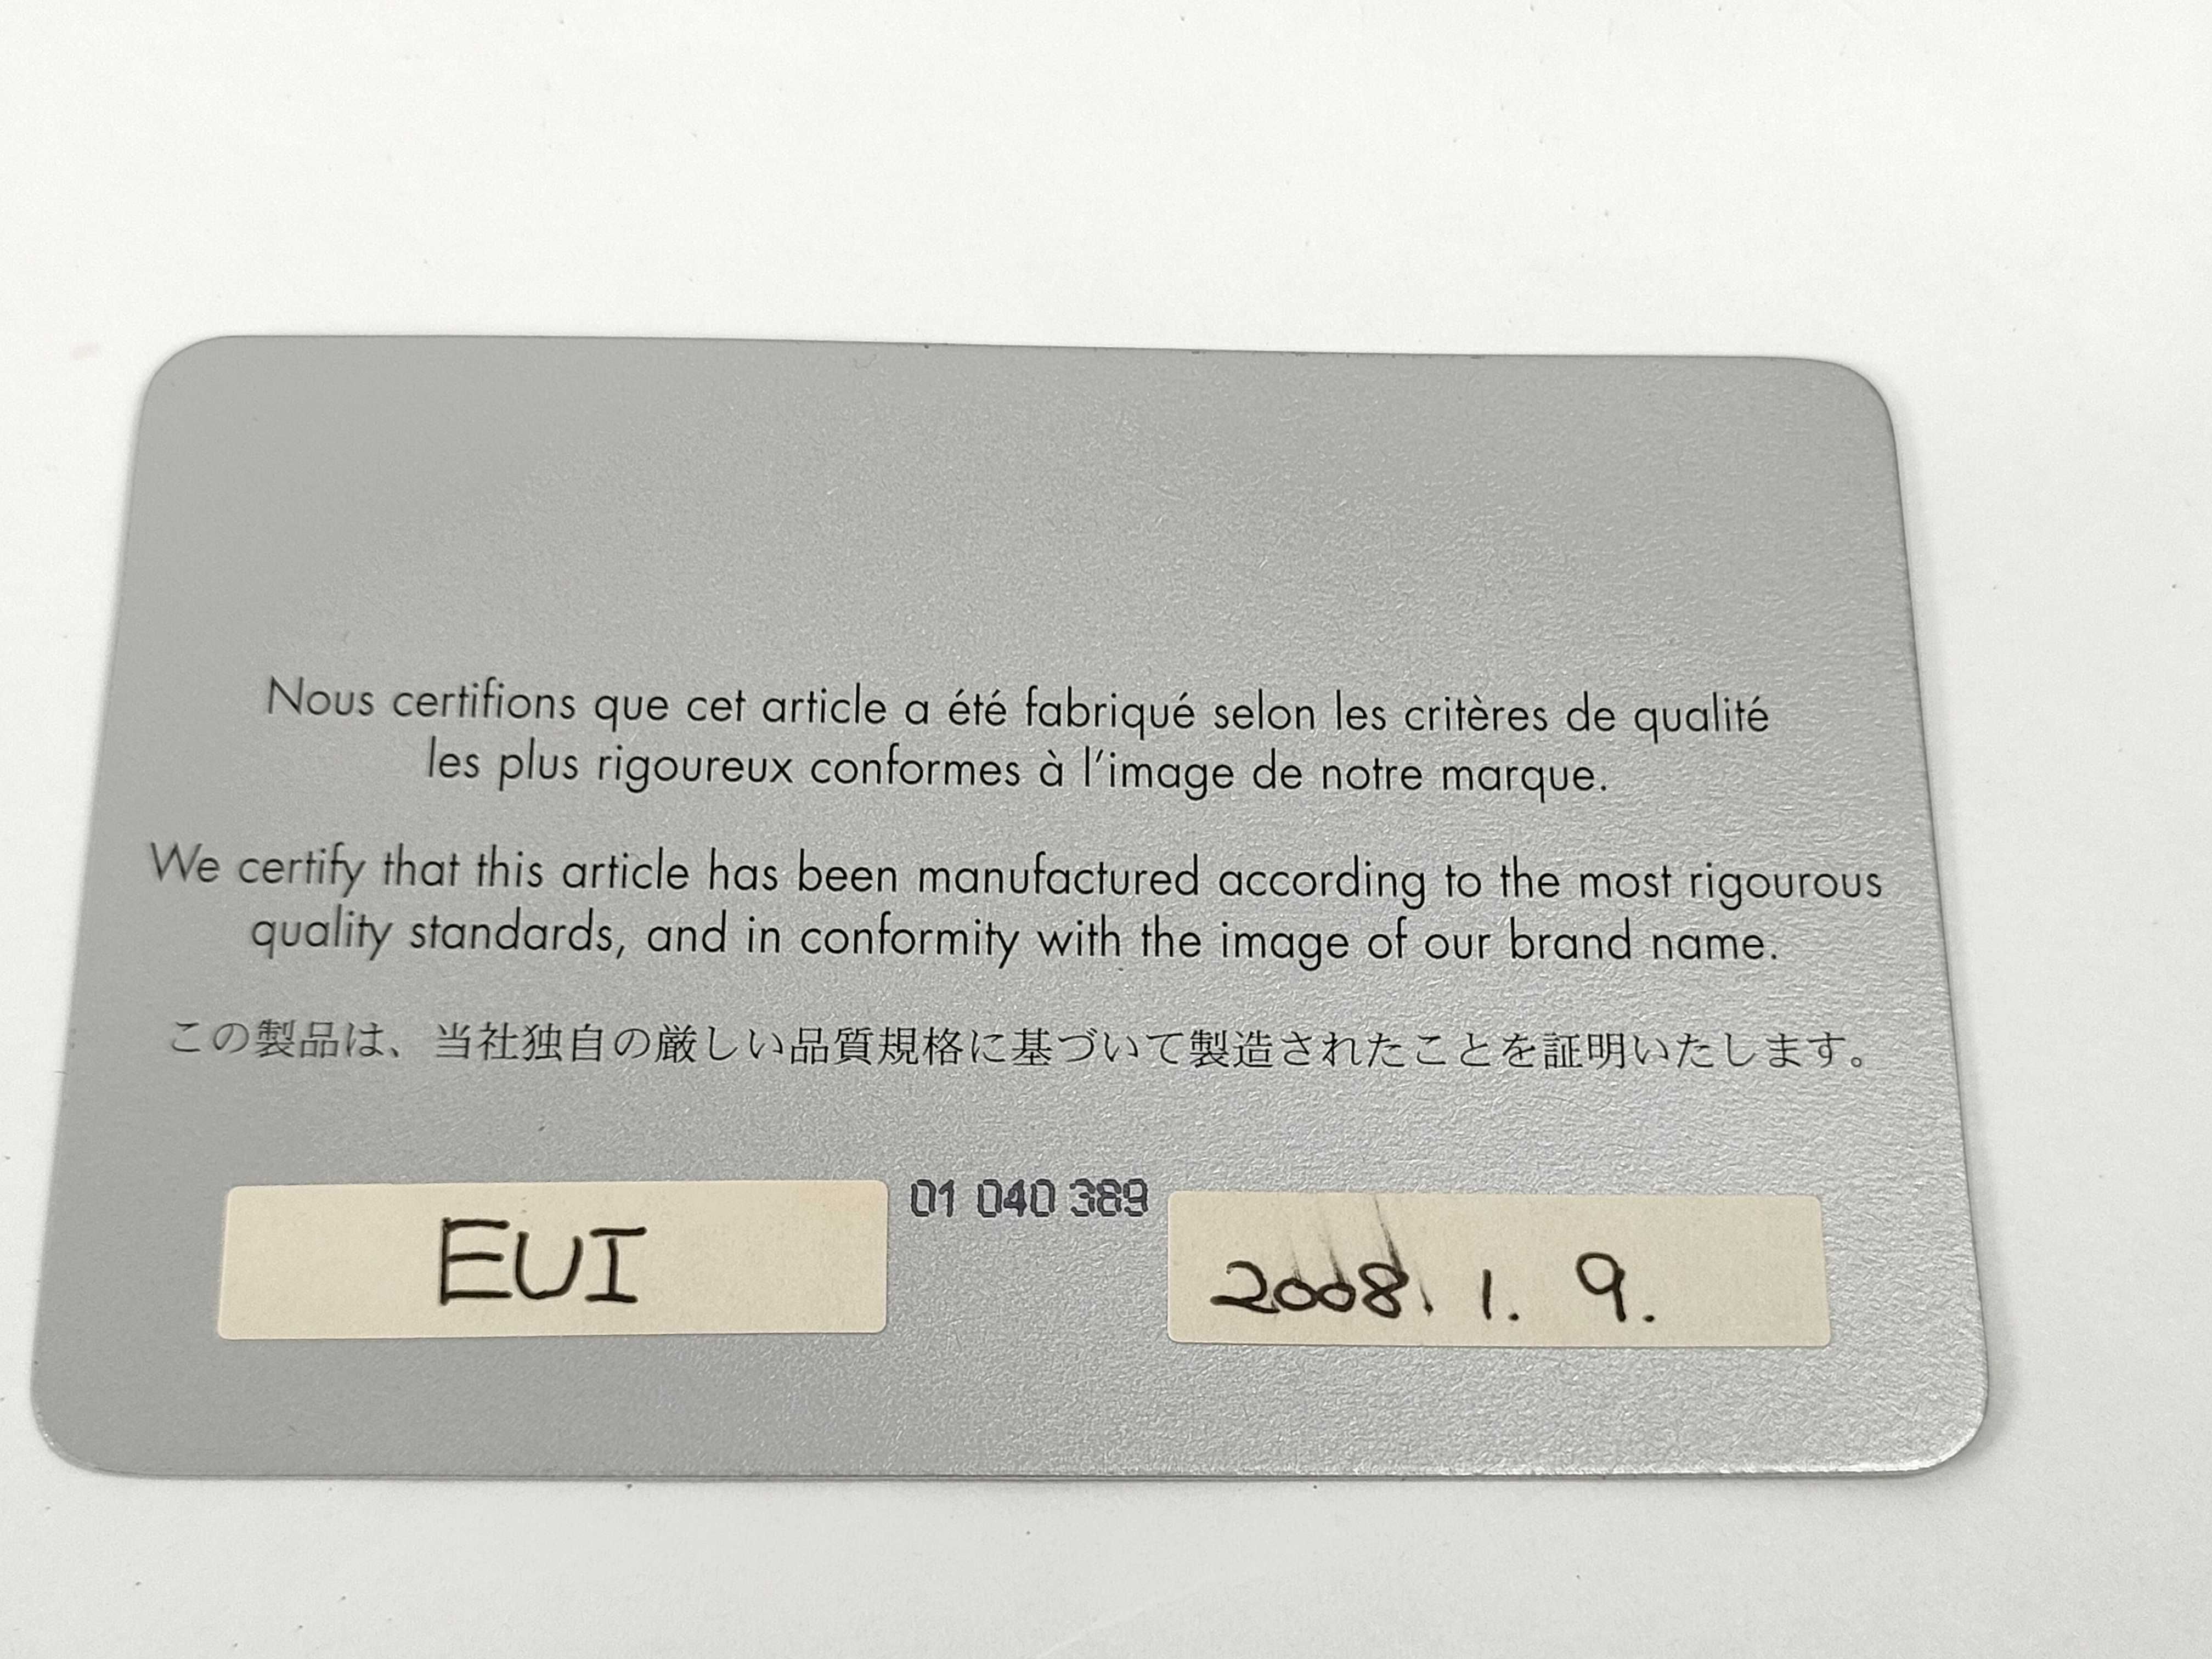 Nous certifions que cet article a été fabriqué selon les critères de qualité
les plus rigoureux conformes à l'image de notre marque.
We certify that this article has been manufactured according to the most rigourous
quality standards, and in conformity with the image of our brand name.
この製品は、当社独自の厳しい品質規格に基づいて製造されたことを証明いたします。
EUI
01 040 389
2008. 1. 9.